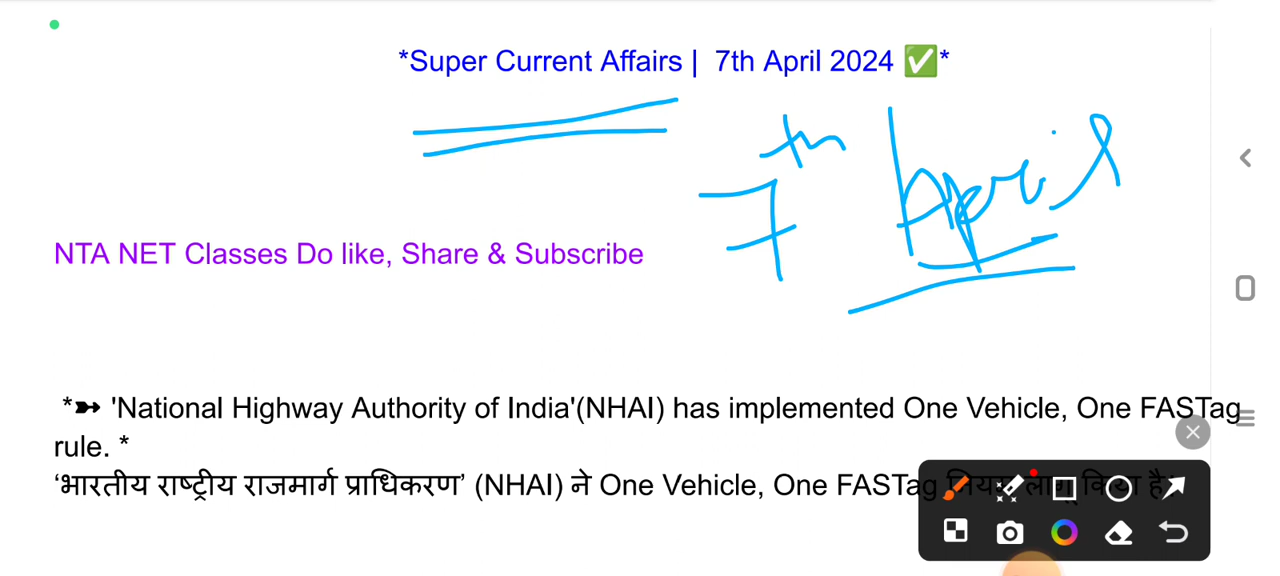 *Super Current Affairs | 7th April 2024 ✅*
7th April
NTA NET Classes Do like, Share & Subscribe
*➳ 'National Highway Authority of India'(NHAI) has implemented One Vehicle, One FASTag
rule. *
‘भारतीय राष्ट्रीय राजमार्ग प्राधिकरण’ (NHAI) ने One Vehicle, One FASTag नियम लागू किया है।